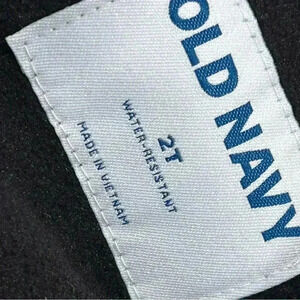 OLD NAVY
2T
WATER-RESISTANT
MADE IN VIETNAM